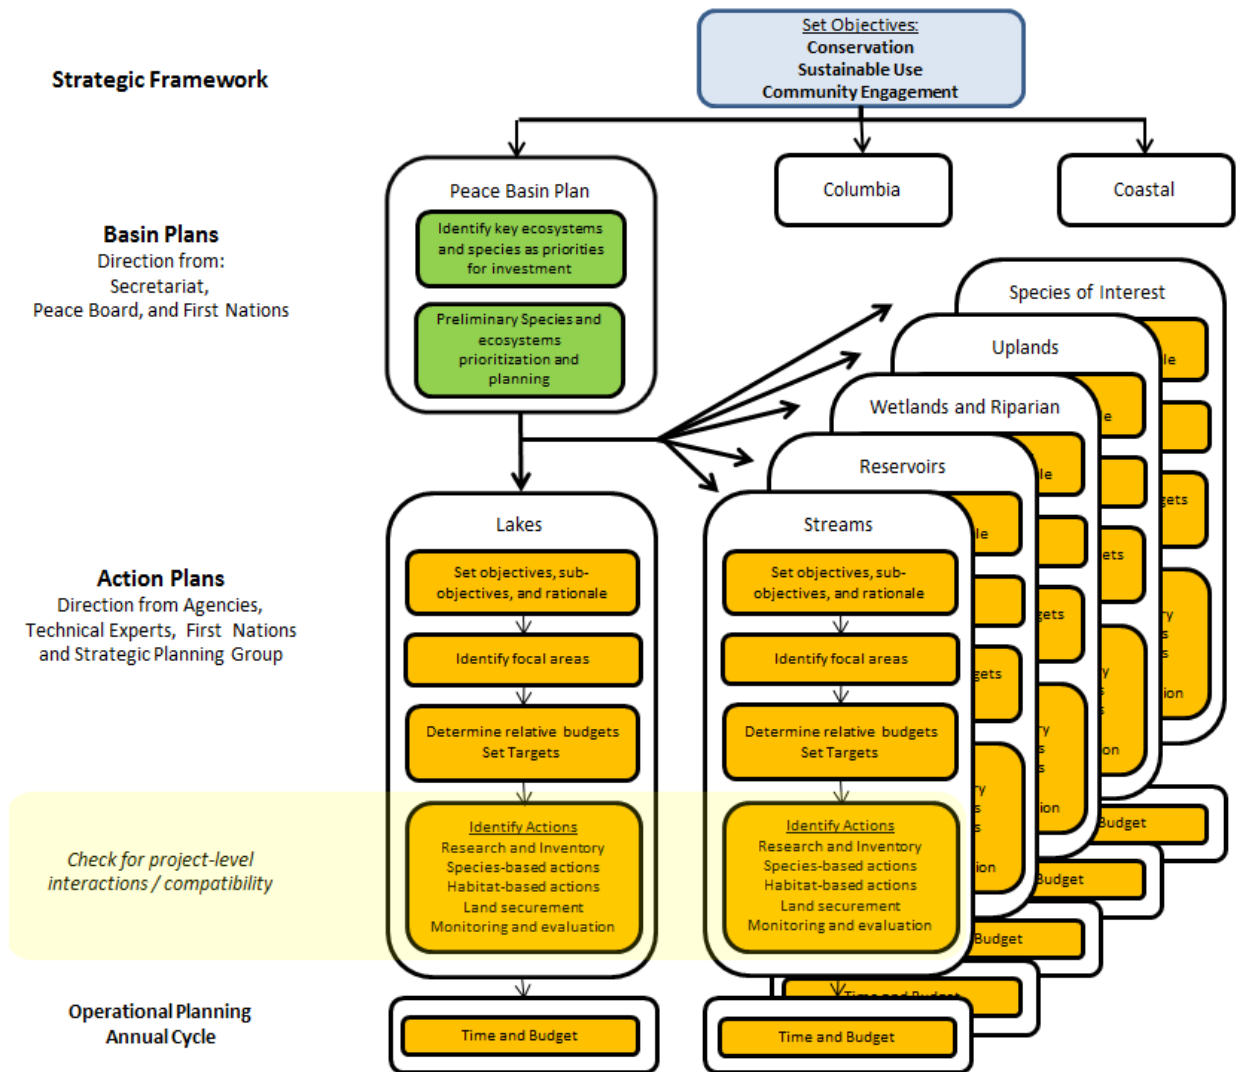 Set Objectives:
Conservation
Sustainable Use
Community Engagement
Strategic Framework
Peace Basin Plan
Columbia
Coastal
Identify key ecosystems
and species as priorities
for investment
Basin Plans
Direction from:
Secretariat,
Peace Board, and First Nations
Preliminary Species and
ecosystems
prioritization and
planning
Species of Interest
Uplands
Wetlands and Riparian
Reservoirs
Lakes
Streams
Action Plans
Direction from Agencies,
Technical Experts, First Nations
and Strategic Planning Group
Set objectives, sub-
objectives, and rationale
Identify focal areas
Determine relative budgets
Set Targets
Identify Actions
Research and Inventory
Species-based actions
Habitat-based actions
Land securement
Monitoring and evaluation
Set objectives, sub-
objectives, and rationale
Identify focal areas
Determine relative budgets
Set Targets
Identify Actions
Research and Inventory
Species-based actions
Habitat-based actions
Land securement
Monitoring and evaluation
Check for project-level
interactions / compatibility
Operational Planning
Annual Cycle
Time and Budget
Time and Budget
Time and Budget
Budget
Budget
Budget